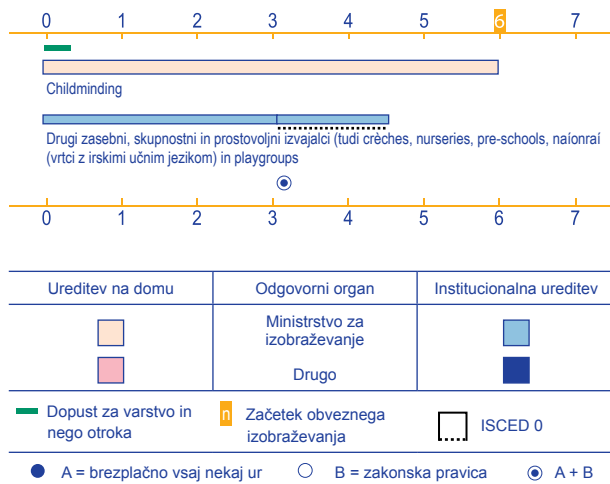 0 1 2 3 4 5 6 7
Childminding
Drugi zasebni, skupnostni in prostovoljni izvajalci (tudi crèches, nurseries, pre-schools, naíonraí
(vrtci z irskimi učnim jezikom) in playgroups
0 1 2 3 4 5 6 7
Ureditev na domu Odgovorni organ Institucionalna ureditev
Ministrstvo za
izobraževanje
Drugo
Dopust za varstvo in
nego otroka
n Začetek obveznega
izobraževanja
ISCED 0
A = brezplačno vsaj nekaj ur B = zakonska pravica A + B